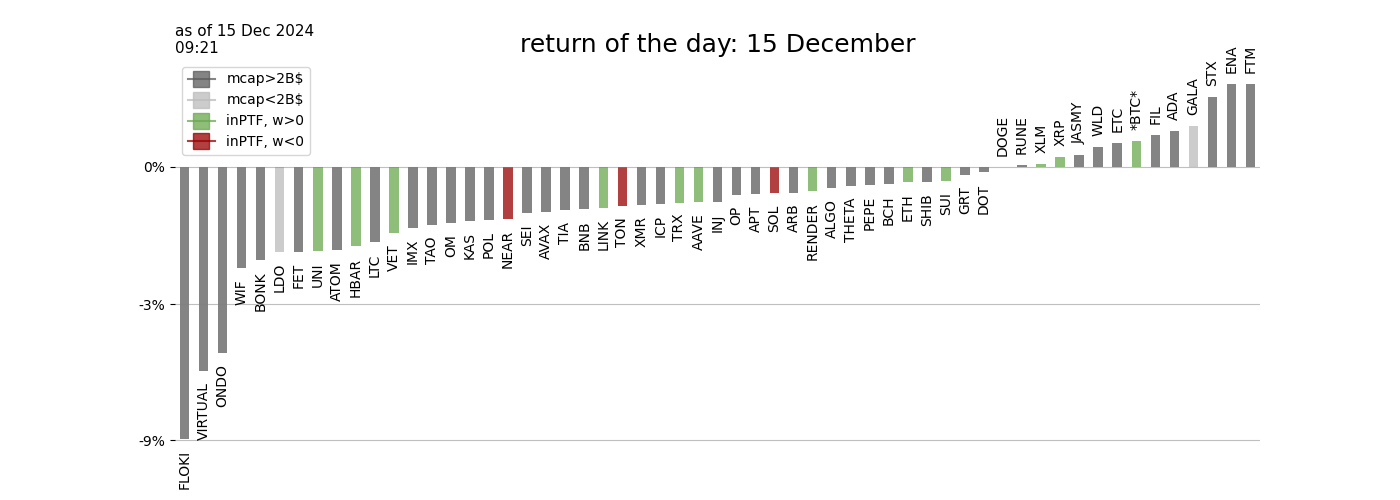 as of 15 Dec 2024
09:21
return of the day: 15 December
mcap>2B$
mcap<2B$
inPTF, w>0
inPTF, w<0
0%
-3%
-9%
FLOKI
VIRTUAL
ONDO
WIF
BONK
LDO
FET
UNI
ATOM
HBAR
LTC
VET
IMX
TAO
OM
KAS
POL
NEAR
SEI
AVAX
TIA
BNB
LINK
TON
XMR
ICP
TRX
AAVE
INJ
OP
APT
SOL
ARB
RENDER
ALGO
THETA
PEPE
BCH
ETH
SHIB
SUI
GRT
DOT
DOGE
RUNE
XLM
XRP
JASMY
WLD
ETC
*BTC*
FIL
ADA
GALA
STX
ENA
FTM